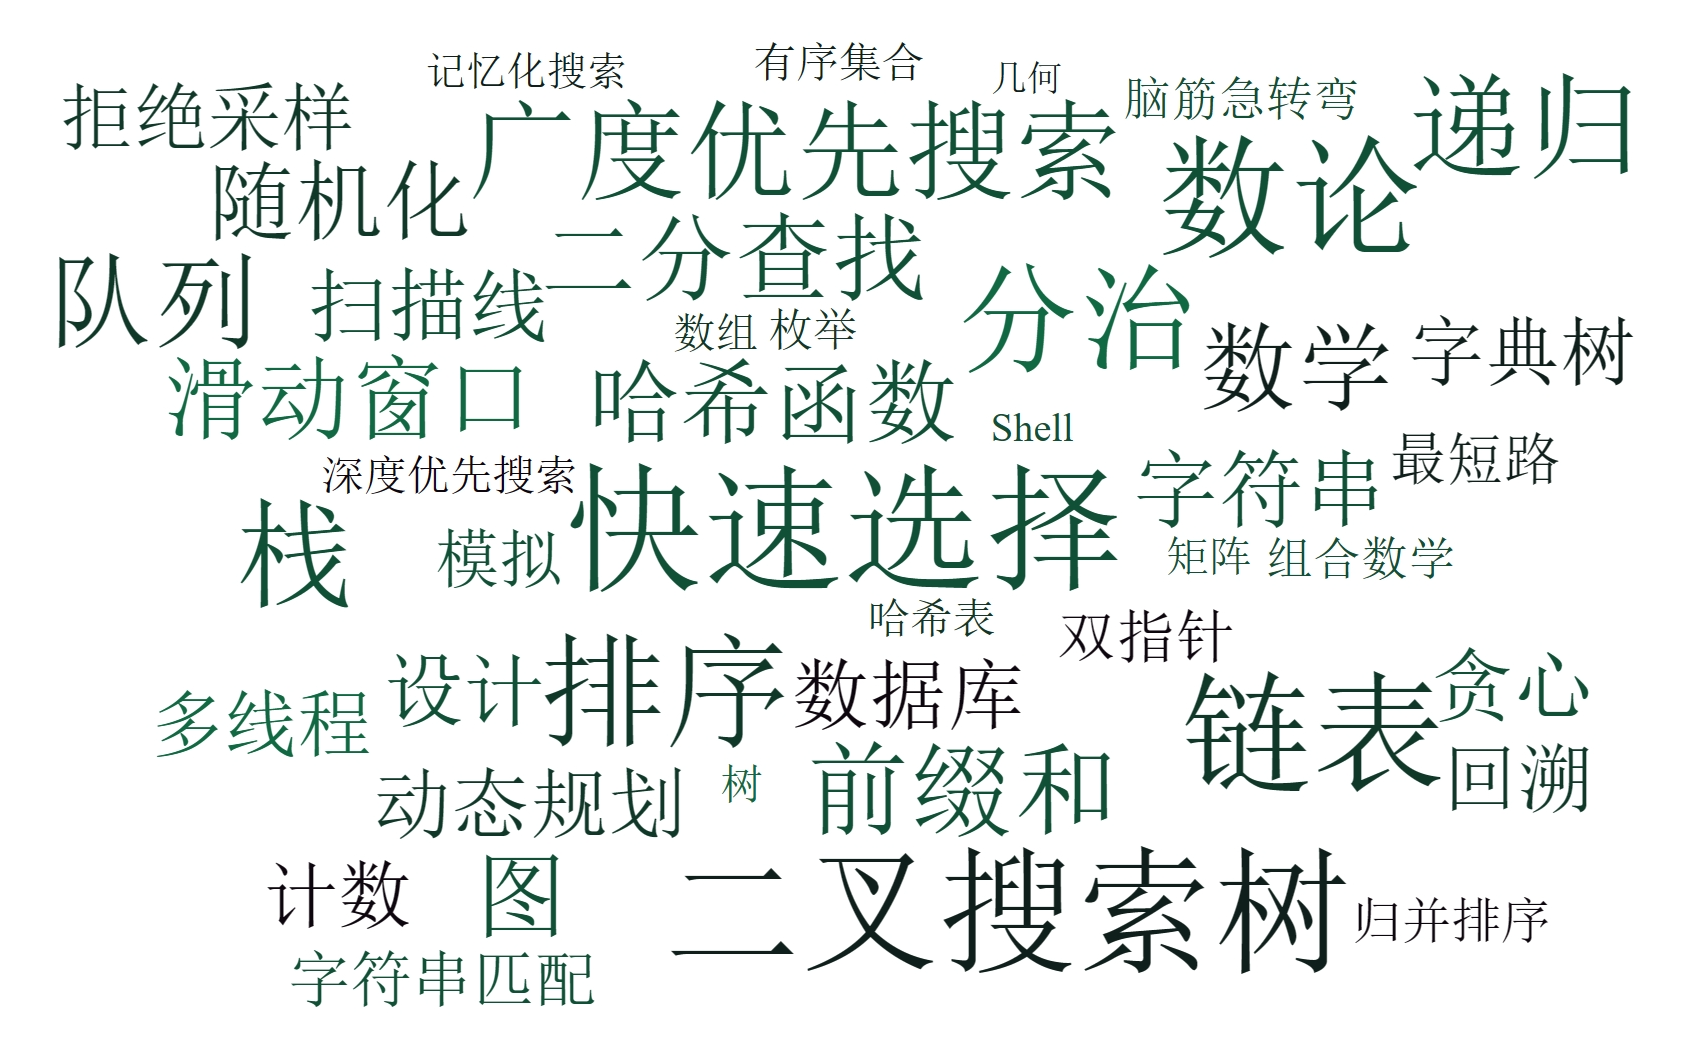 记忆化搜索
有序集合
几何
脑筋急转弯
递归
拒绝采样
广度优先搜索
数论
随机化
二分查找
队列
扫描线
分治
数组
枚举
数学
字典树
滑动窗口
哈希函数
Shell
深度优先搜索
快速选择
字符串
最短路
栈
模拟
矩阵
组合数学
哈希表
双指针
多线程
设计
排序
数据库
链表
贪心
动态规划
树
前缀和
回溯
计数
图
二叉搜索树
归并排序
字符串匹配